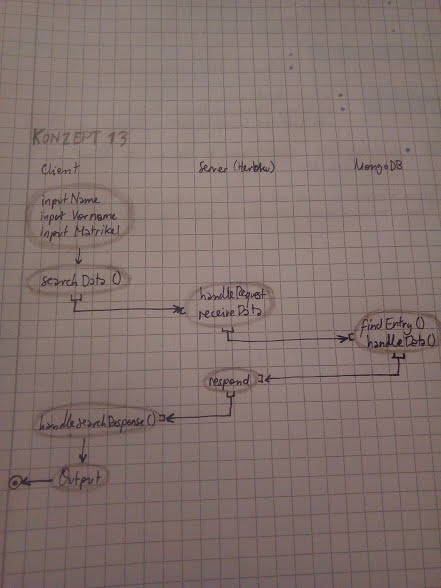 KONZEPT 13
Client
Server (Heroku)
MongoDB
input Name
input Vorname
input Matrikel
searchData ()
handleRequest
receiveData
findEntry ()
handleData()
respond
handleSearchResponse()
Output